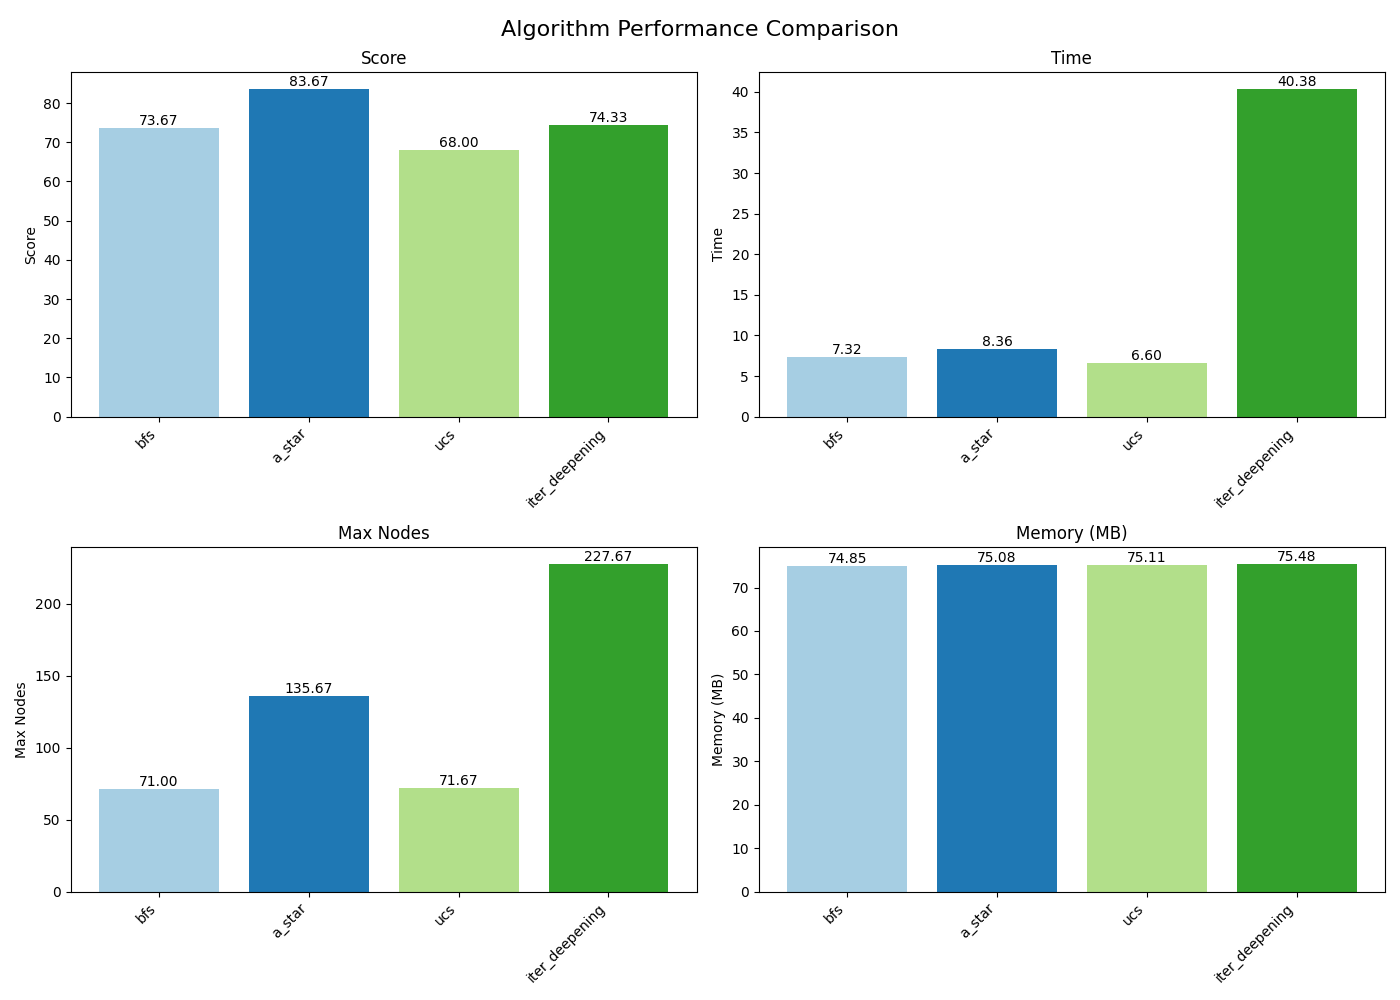 Algorithm Performance Comparison
Score
Score
80
70
60
50
40
30
20
10
0
73.67
83.67
68.00
74.33
bfs
a_star
ucs
iter_deepening
Time
Time
40
35
30
25
20
15
10
5
0
7.32
8.36
6.60
40.38
bfs
a_star
ucs
iter_deepening
Max Nodes
Max Nodes
200
150
100
50
0
71.00
135.67
71.67
227.67
bfs
a_star
ucs
iter_deepening
Memory (MB)
Memory (MB)
70
60
50
40
30
20
10
0
74.85
75.08
75.11
75.48
bfs
a_star
ucs
iter_deepening